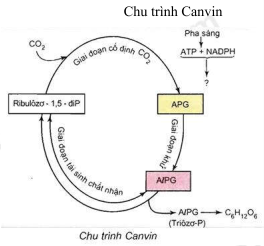 Chu trình Canvin
Pha sáng
ATP + NADPH
?
CO2
Giai đoạn cố định CO2
Ribulôzơ - 1,5 - điP
APG
Giai đoạn khử
Giai đoạn tái sinh chất nhận
AlPG
AlPG → C6H12O6
(Triôzơ-P)
Chu trình Canvin